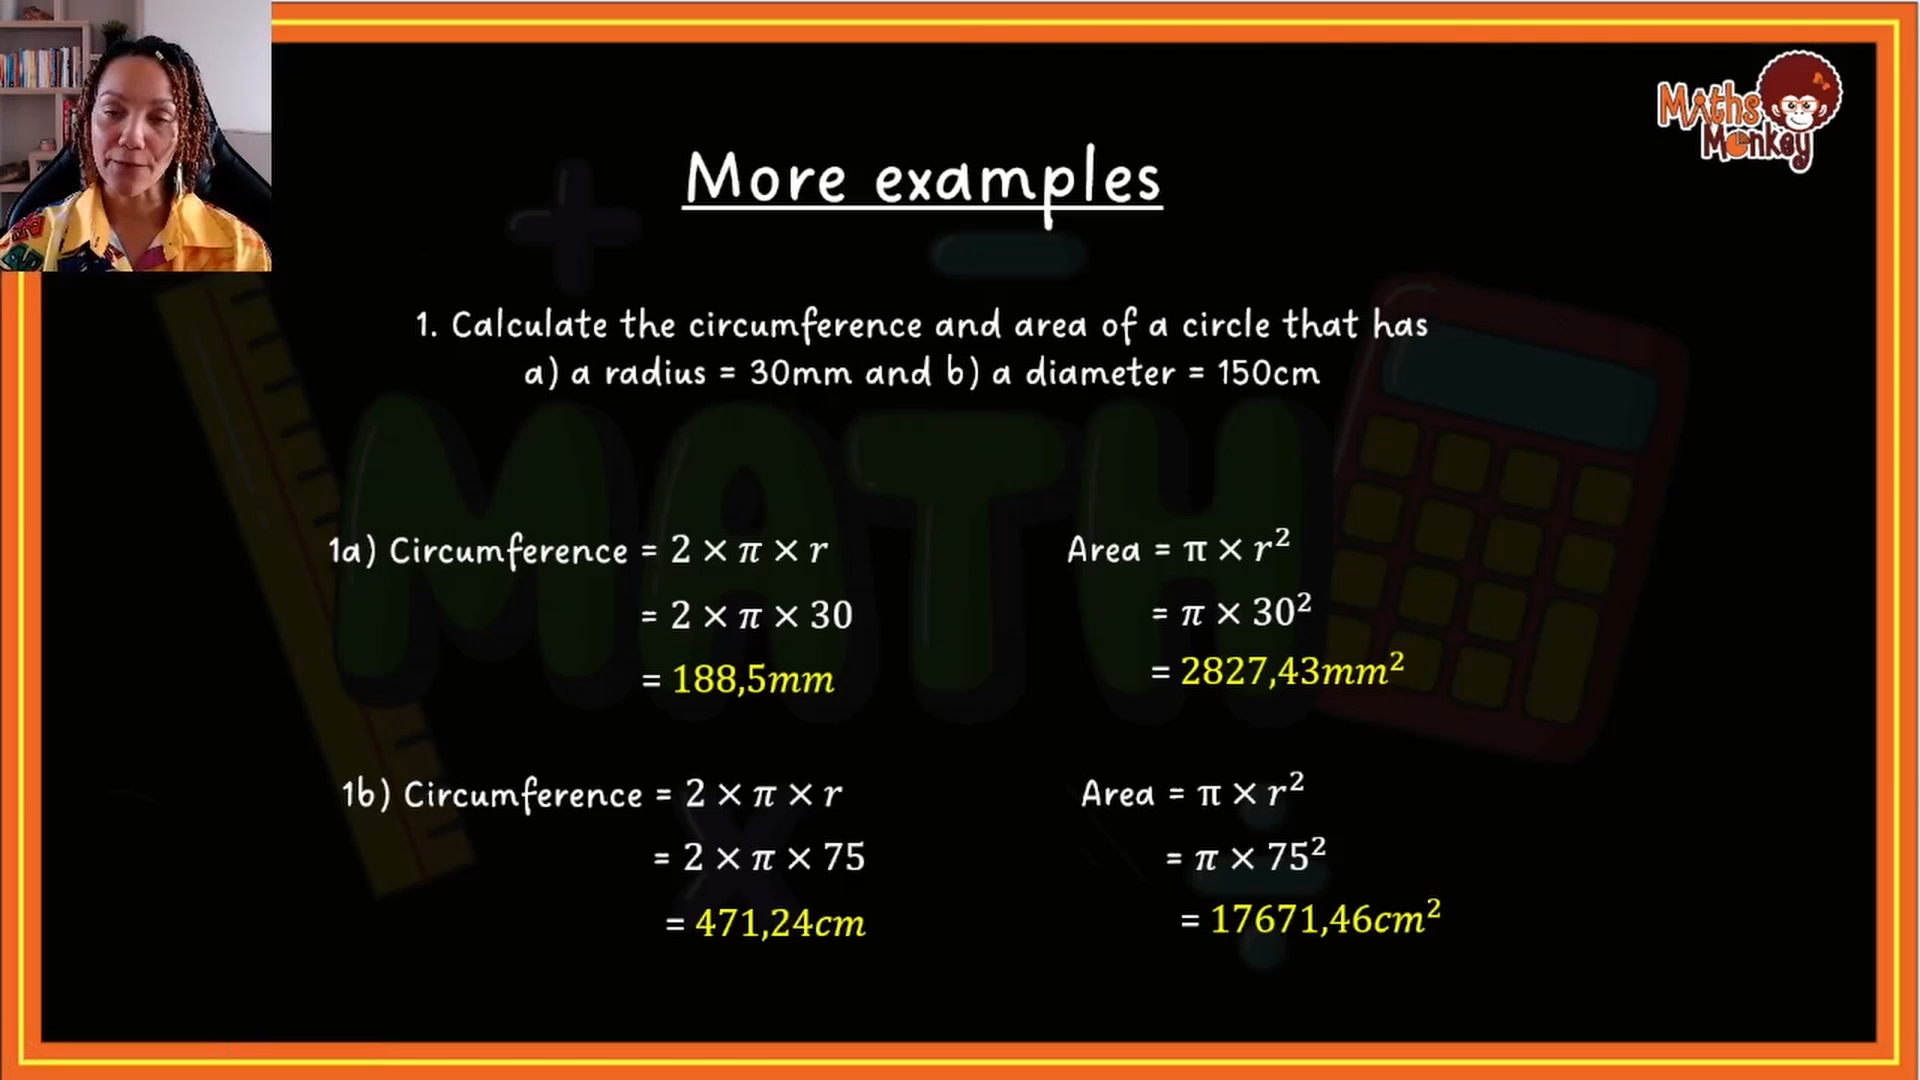 Maths
Monkey
More examples
1. Calculate the circumference and area of a circle that has
a) a radius = 30mm and b) a diameter = 150cm
MATH
1a) Circumference = 2 × π × r
= 2 × π × 30
= 188,5mm
Area = π × r²
= π × 30²
= 2827,43mm²
1b) Circumference = 2 × π × r
= 2 × π × 75
= 471,24cm
Area = π × r²
= π × 75²
= 17671,46cm²